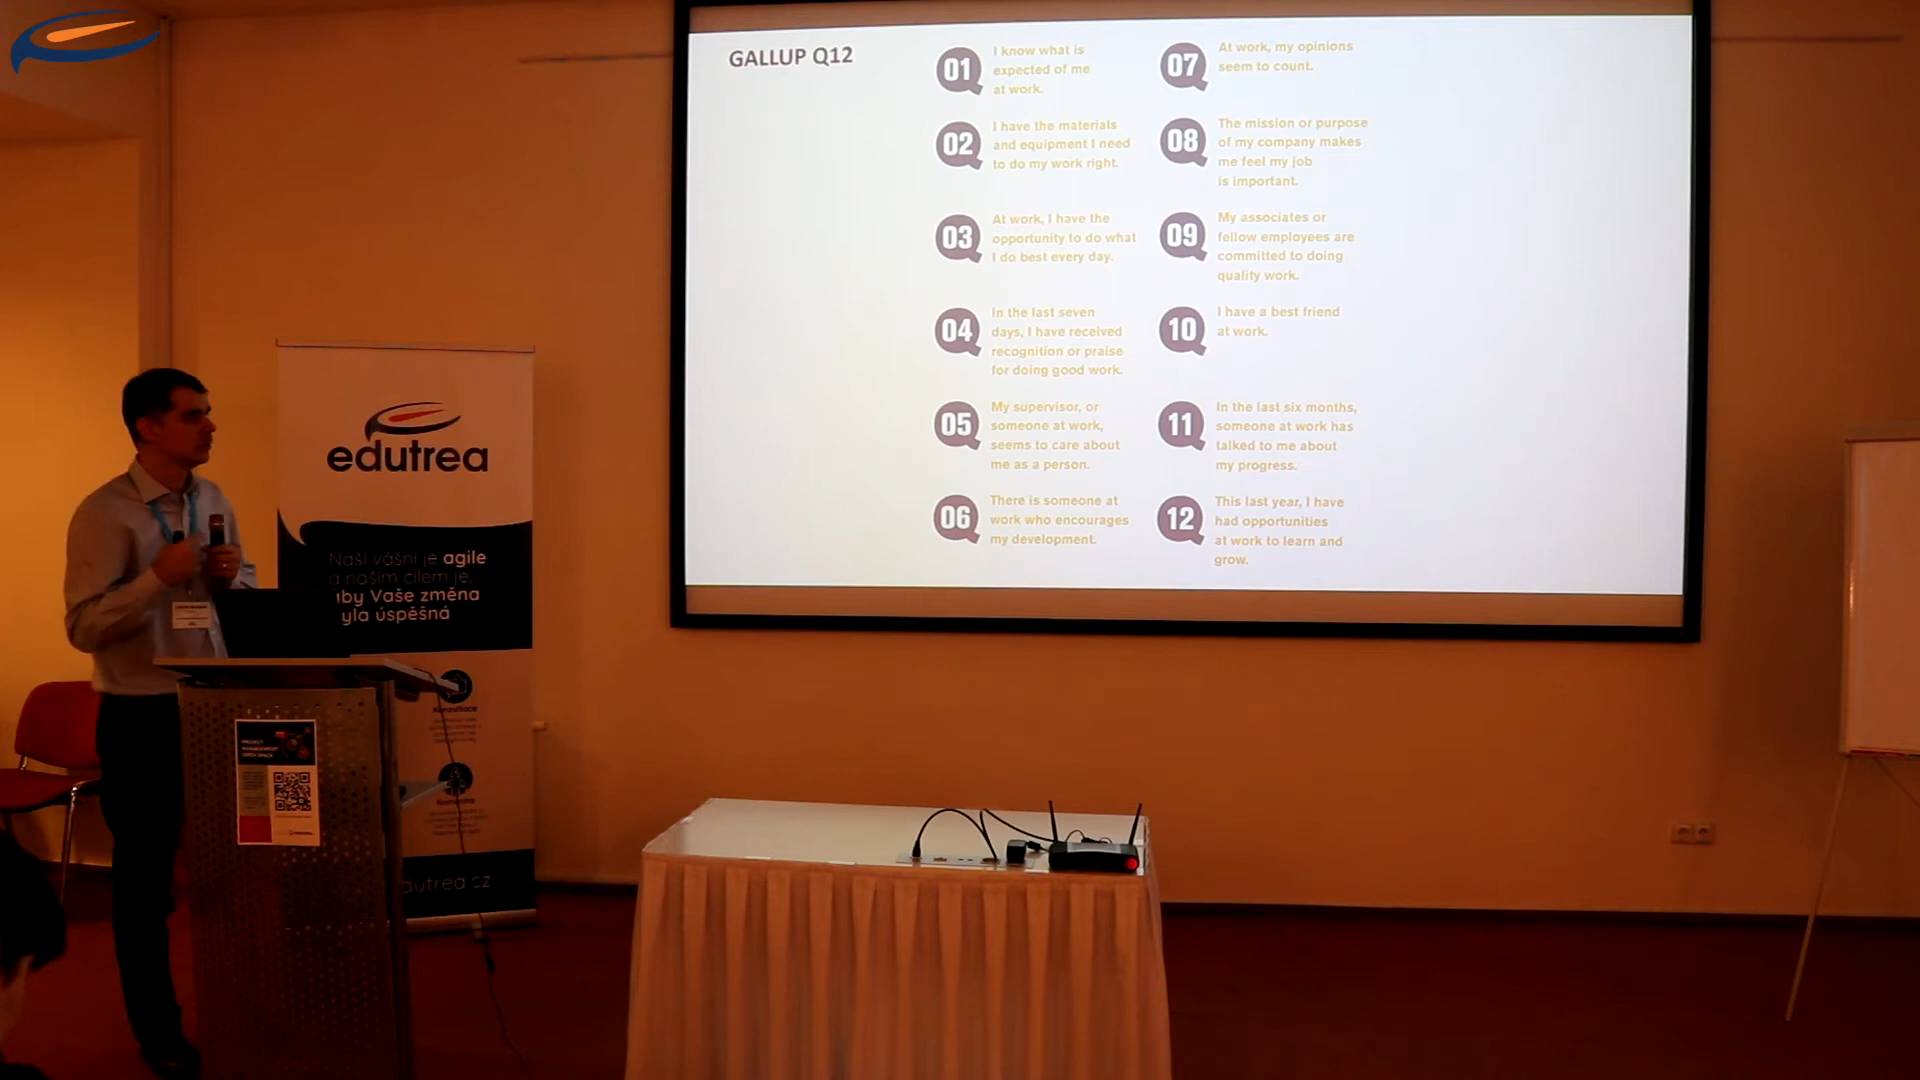 GALLUP Q12
01
I know what is
expected of me
at work.
02
I have the materials
and equipment I need
to do my work right.
03
At work, I have the
opportunity to do what
I do best every day.
04
In the last seven
days, I have received
recognition or praise
for doing good work.
05
My supervisor, or
someone at work,
seems to care about
me as a person.
06
There is someone at
work who encourages
my development.
07
At work, my opinions
seem to count.
08
The mission or purpose
of my company makes
me feel my job
is important.
09
My associates or
fellow employees are
committed to doing
quality work.
10
I have a best friend
at work.
11
In the last six months,
someone at work has
talked to me about
my progress.
12
This last year, I have
had opportunities
at work to learn and
grow.
edutrea
Naší vášní je agile
a naším cílem je,
aby Vaše změna
yla úspěšná
Konzultace
dutrea.cz
PROJECT
MANAGEMENT
OPEN SPACE